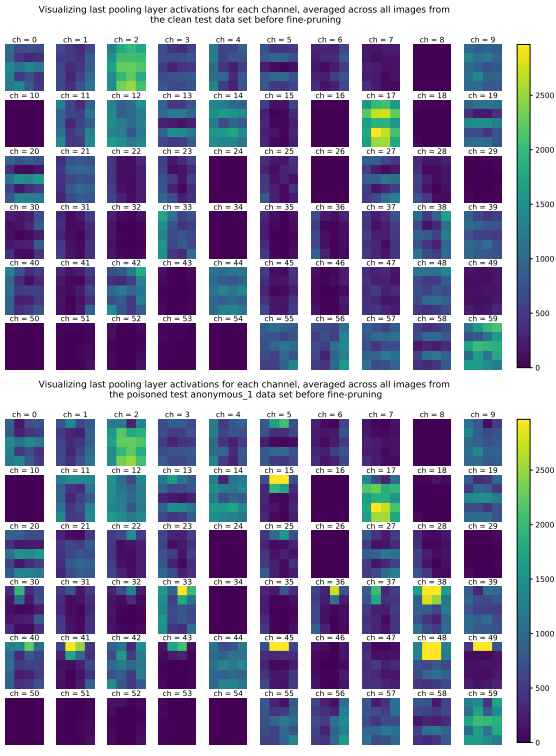 Visualizing last pooling layer activations for each channel, averaged across all images from
the clean test data set before fine-pruning
ch = 0 ch = 1 ch = 2 ch = 3 ch = 4 ch = 5 ch = 6 ch = 7 ch = 8 ch = 9
ch = 10 ch = 11 ch = 12 ch = 13 ch = 14 ch = 15 ch = 16 ch = 17 ch = 18 ch = 19
ch = 20 ch = 21 ch = 22 ch = 23 ch = 24 ch = 25 ch = 26 ch = 27 ch = 28 ch = 29
ch = 30 ch = 31 ch = 32 ch = 33 ch = 34 ch = 35 ch = 36 ch = 37 ch = 38 ch = 39
ch = 40 ch = 41 ch = 42 ch = 43 ch = 44 ch = 45 ch = 46 ch = 47 ch = 48 ch = 49
ch = 50 ch = 51 ch = 52 ch = 53 ch = 54 ch = 55 ch = 56 ch = 57 ch = 58 ch = 59
2500
2000
1500
1000
500
0
Visualizing last pooling layer activations for each channel, averaged across all images from
the poisoned test anonymous_1 data set before fine-pruning
ch = 0 ch = 1 ch = 2 ch = 3 ch = 4 ch = 5 ch = 6 ch = 7 ch = 8 ch = 9
ch = 10 ch = 11 ch = 12 ch = 13 ch = 14 ch = 15 ch = 16 ch = 17 ch = 18 ch = 19
ch = 20 ch = 21 ch = 22 ch = 23 ch = 24 ch = 25 ch = 26 ch = 27 ch = 28 ch = 29
ch = 30 ch = 31 ch = 32 ch = 33 ch = 34 ch = 35 ch = 36 ch = 37 ch = 38 ch = 39
ch = 40 ch = 41 ch = 42 ch = 43 ch = 44 ch = 45 ch = 46 ch = 47 ch = 48 ch = 49
ch = 50 ch = 51 ch = 52 ch = 53 ch = 54 ch = 55 ch = 56 ch = 57 ch = 58 ch = 59
2500
2000
1500
1000
500
0